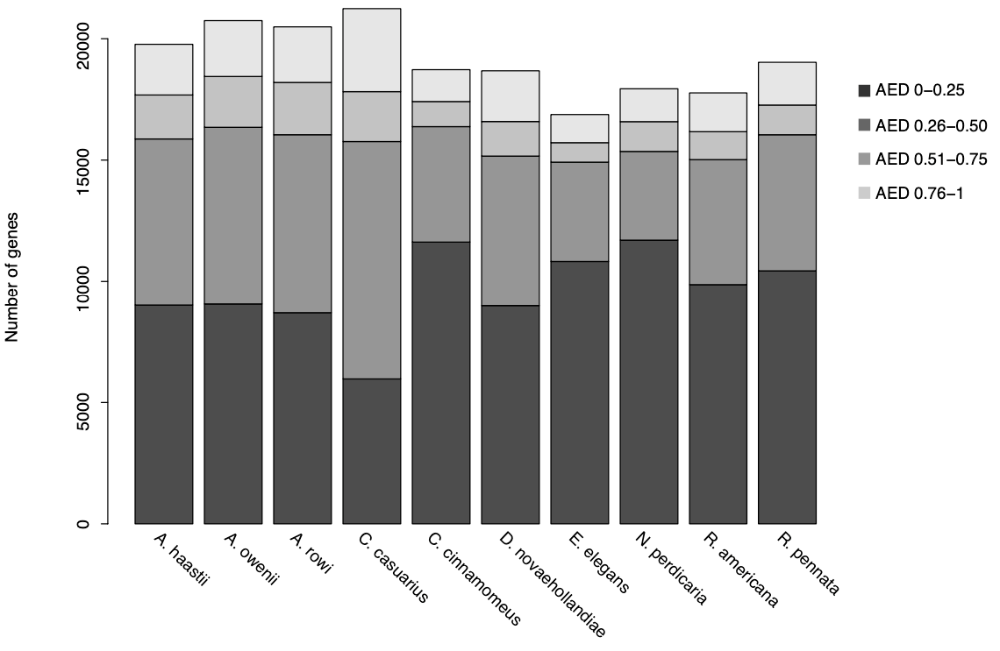 Number of genes
20000
15000
10000
5000
0
AED 0−0.25
AED 0.26−0.50
AED 0.51−0.75
AED 0.76−1
A. haastii
A. owenii
A. rowi
C. casuarius
C. cinnamomeus
D. novaehollandiae
E. elegans
N. perdicaria
R. americana
R. pennata